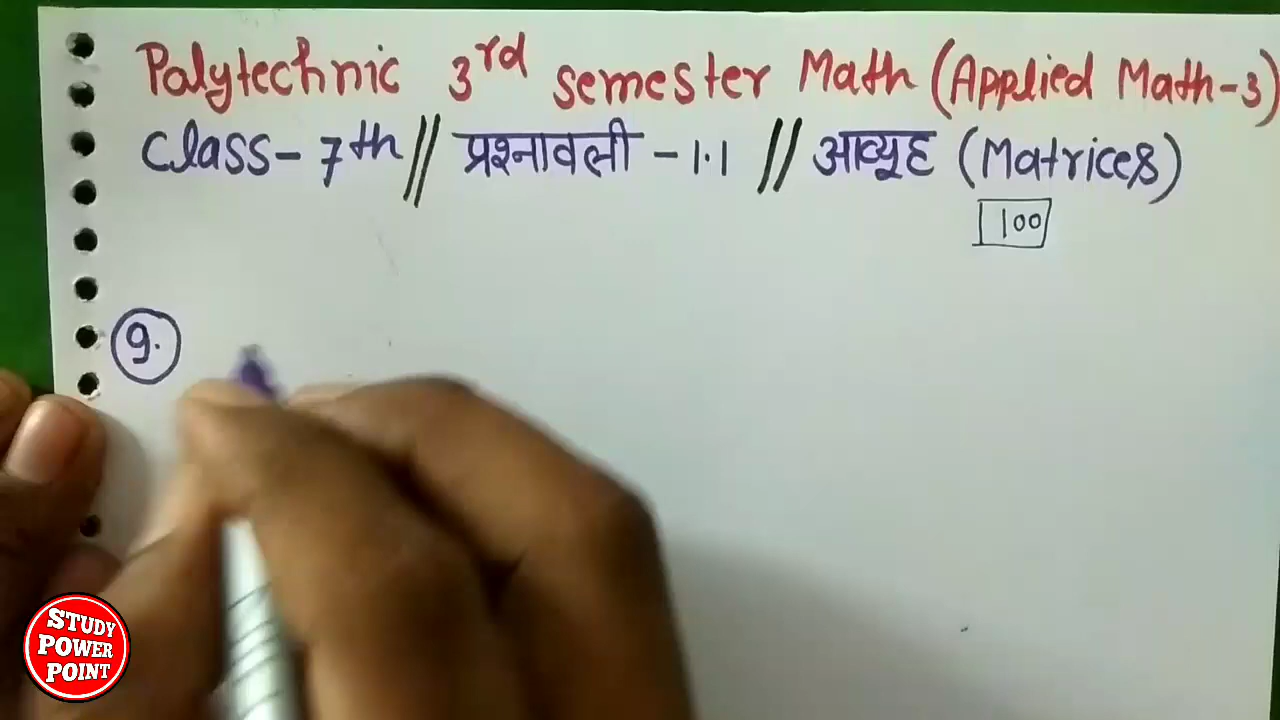 Polytechnic 3rd semester Math (Applied Math-3)
Class- 7th // प्रश्नावली -1.1 // आव्यूह (Matrices)
100
9.
STUDY
POWER
POINT